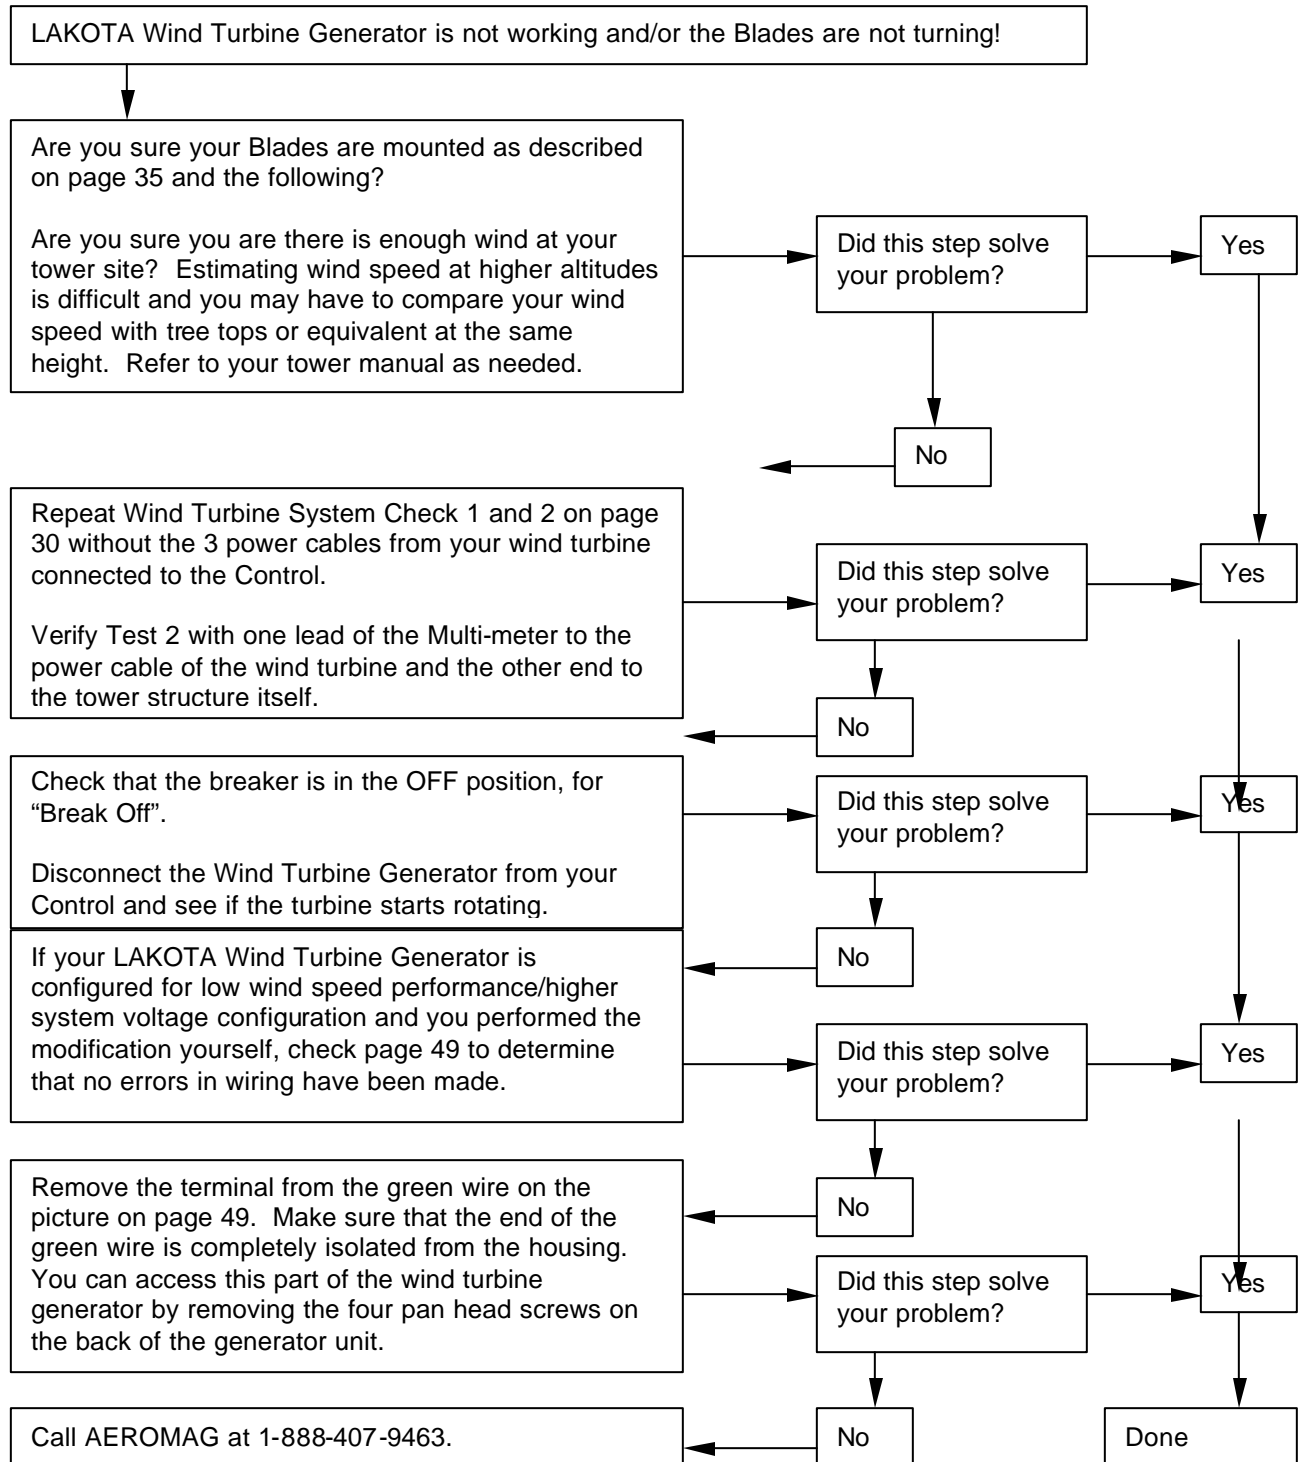 LAKOTA Wind Turbine Generator is not working and/or the Blades are not turning!
Are you sure your Blades are mounted as described
on page 35 and the following?
Are you sure you are there is enough wind at your
tower site? Estimating wind speed at higher altitudes
is difficult and you may have to compare your wind
speed with tree tops or equivalent at the same
height. Refer to your tower manual as needed.
Did this step solve
your problem?
Yes
No
Repeat Wind Turbine System Check 1 and 2 on page
30 without the 3 power cables from your wind turbine
connected to the Control.
Verify Test 2 with one lead of the Multi-meter to the
power cable of the wind turbine and the other end to
the tower structure itself.
Did this step solve
your problem?
Yes
No
Check that the breaker is in the OFF position, for
“Break Off”.
Disconnect the Wind Turbine Generator from your
Control and see if the turbine starts rotating.
Did this step solve
your problem?
Yes
No
If your LAKOTA Wind Turbine Generator is
configured for low wind speed performance/higher
system voltage configuration and you performed the
modification yourself, check page 49 to determine
that no errors in wiring have been made.
Did this step solve
your problem?
Yes
No
Remove the terminal from the green wire on the
picture on page 49. Make sure that the end of the
green wire is completely isolated from the housing.
You can access this part of the wind turbine
generator by removing the four pan head screws on
the back of the generator unit.
Did this step solve
your problem?
Yes
No
Call AEROMAG at 1-888-407-9463.
Done